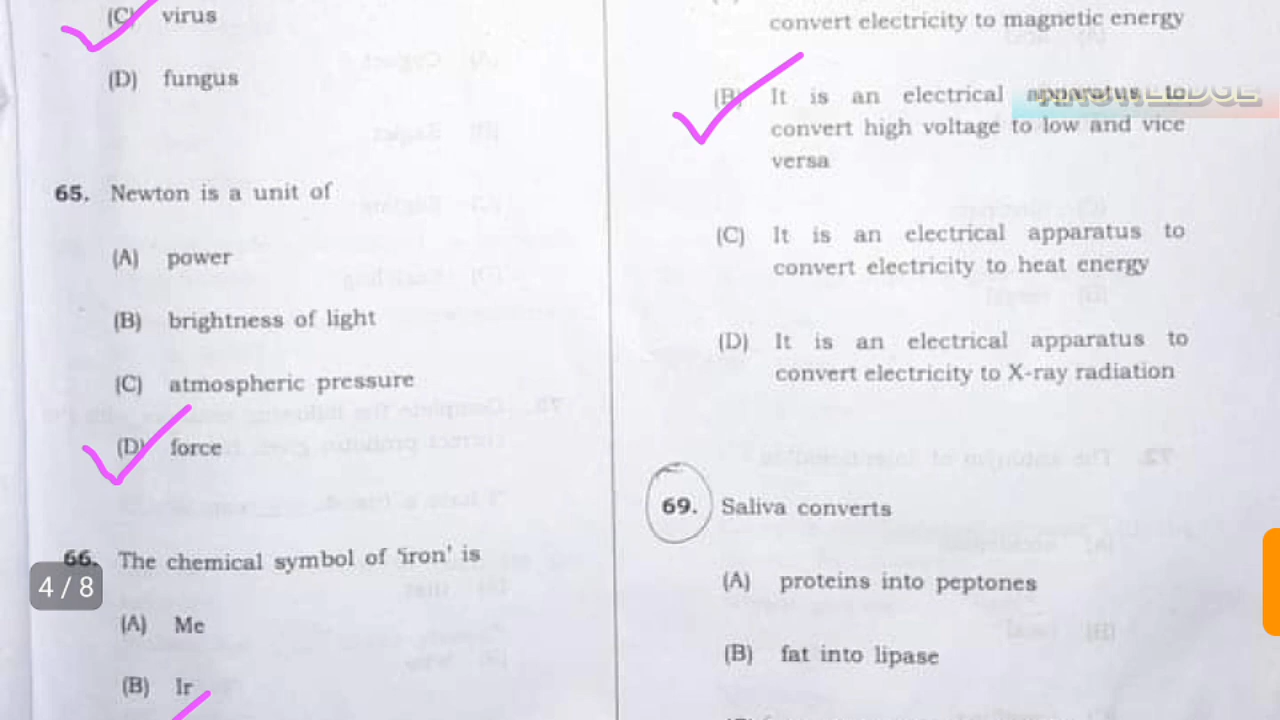 (C) virus
(D) fungus
65. Newton is a unit of
(A) power
(B) brightness of light
(C) atmospheric pressure
(D) force
66. The chemical symbol of 'iron' is
4 / 8
(A) Me
(B) Ir
convert electricity to magnetic energy
(B) It is an electrical apparatus to
convert high voltage to low and vice
versa
(C) It is an electrical apparatus to
convert electricity to heat energy
(D) It is an electrical apparatus to
convert electricity to X-ray radiation
69. Saliva converts
(A) proteins into peptones
(B) fat into lipase